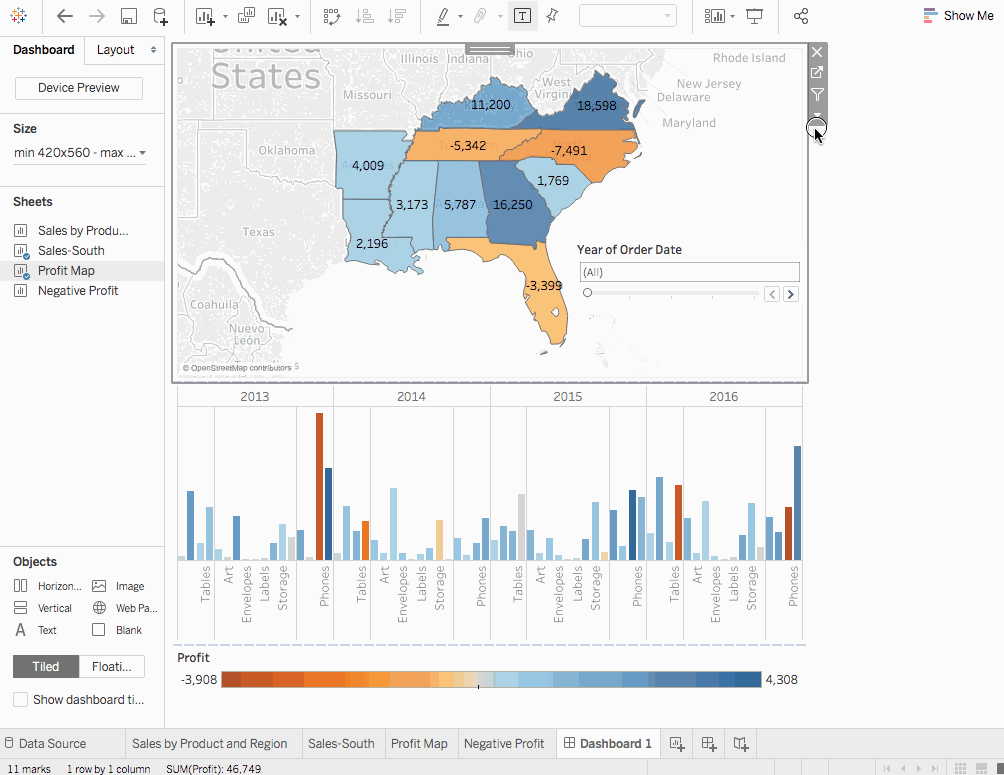 Show Me
Dashboard
Layout
Device Preview
Size
min 420x560 - max ...
Sheets
Sales by Produ...
Sales-South
Profit Map
Negative Profit
Objects
Horizon...
Image
Vertical
Web Pa...
Text
Blank
Tiled
Floati...
Show dashboard ti...
United
States
Illinois
Indiana
Ohio
Missouri
West
Virginia
Rhode Island
New Jersey
Delaware
Maryland
Oklahoma
Texas
Coahuila
Nuevo
León
11,200
18,598
-5,342
-7,491
4,009
1,769
3,173
5,787
16,250
2,196
-3,399
Year of Order Date
(All)
© OpenStreetMap contributors
2013
2014
2015
2016
Tables
Art
Envelopes
Labels
Storage
Phones
Tables
Art
Envelopes
Labels
Storage
Phones
Tables
Art
Envelopes
Labels
Storage
Phones
Tables
Art
Envelopes
Labels
Storage
Phones
Profit
-3,908
4,308
Data Source
Sales by Product and Region
Sales-South
Profit Map
Negative Profit
Dashboard 1
11 marks
1 row by 1 column
SUM(Profit): 46,749